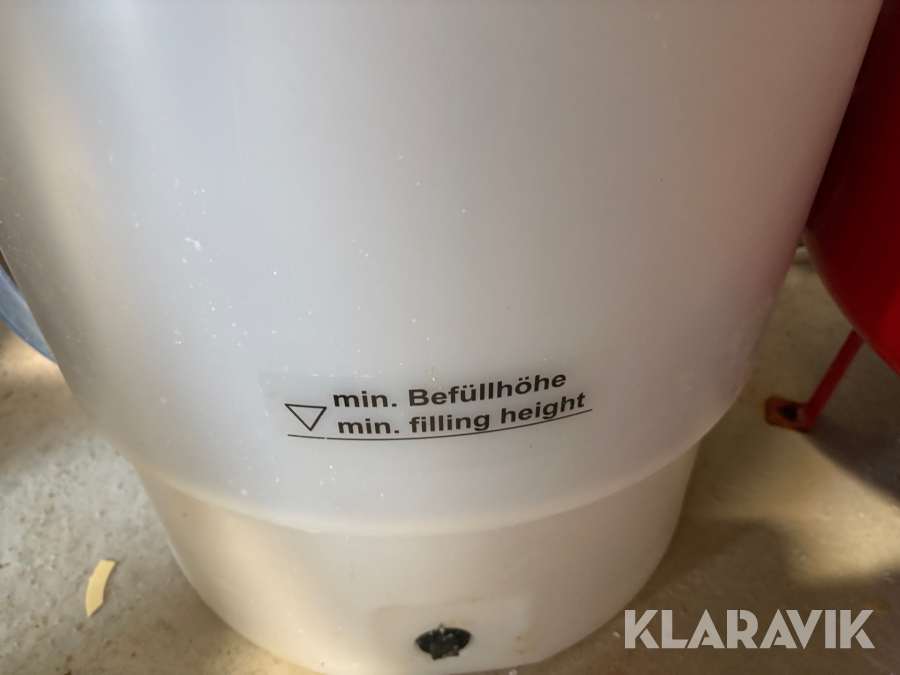 min. Befüllhöhe
min. filling height
KLARAVIK